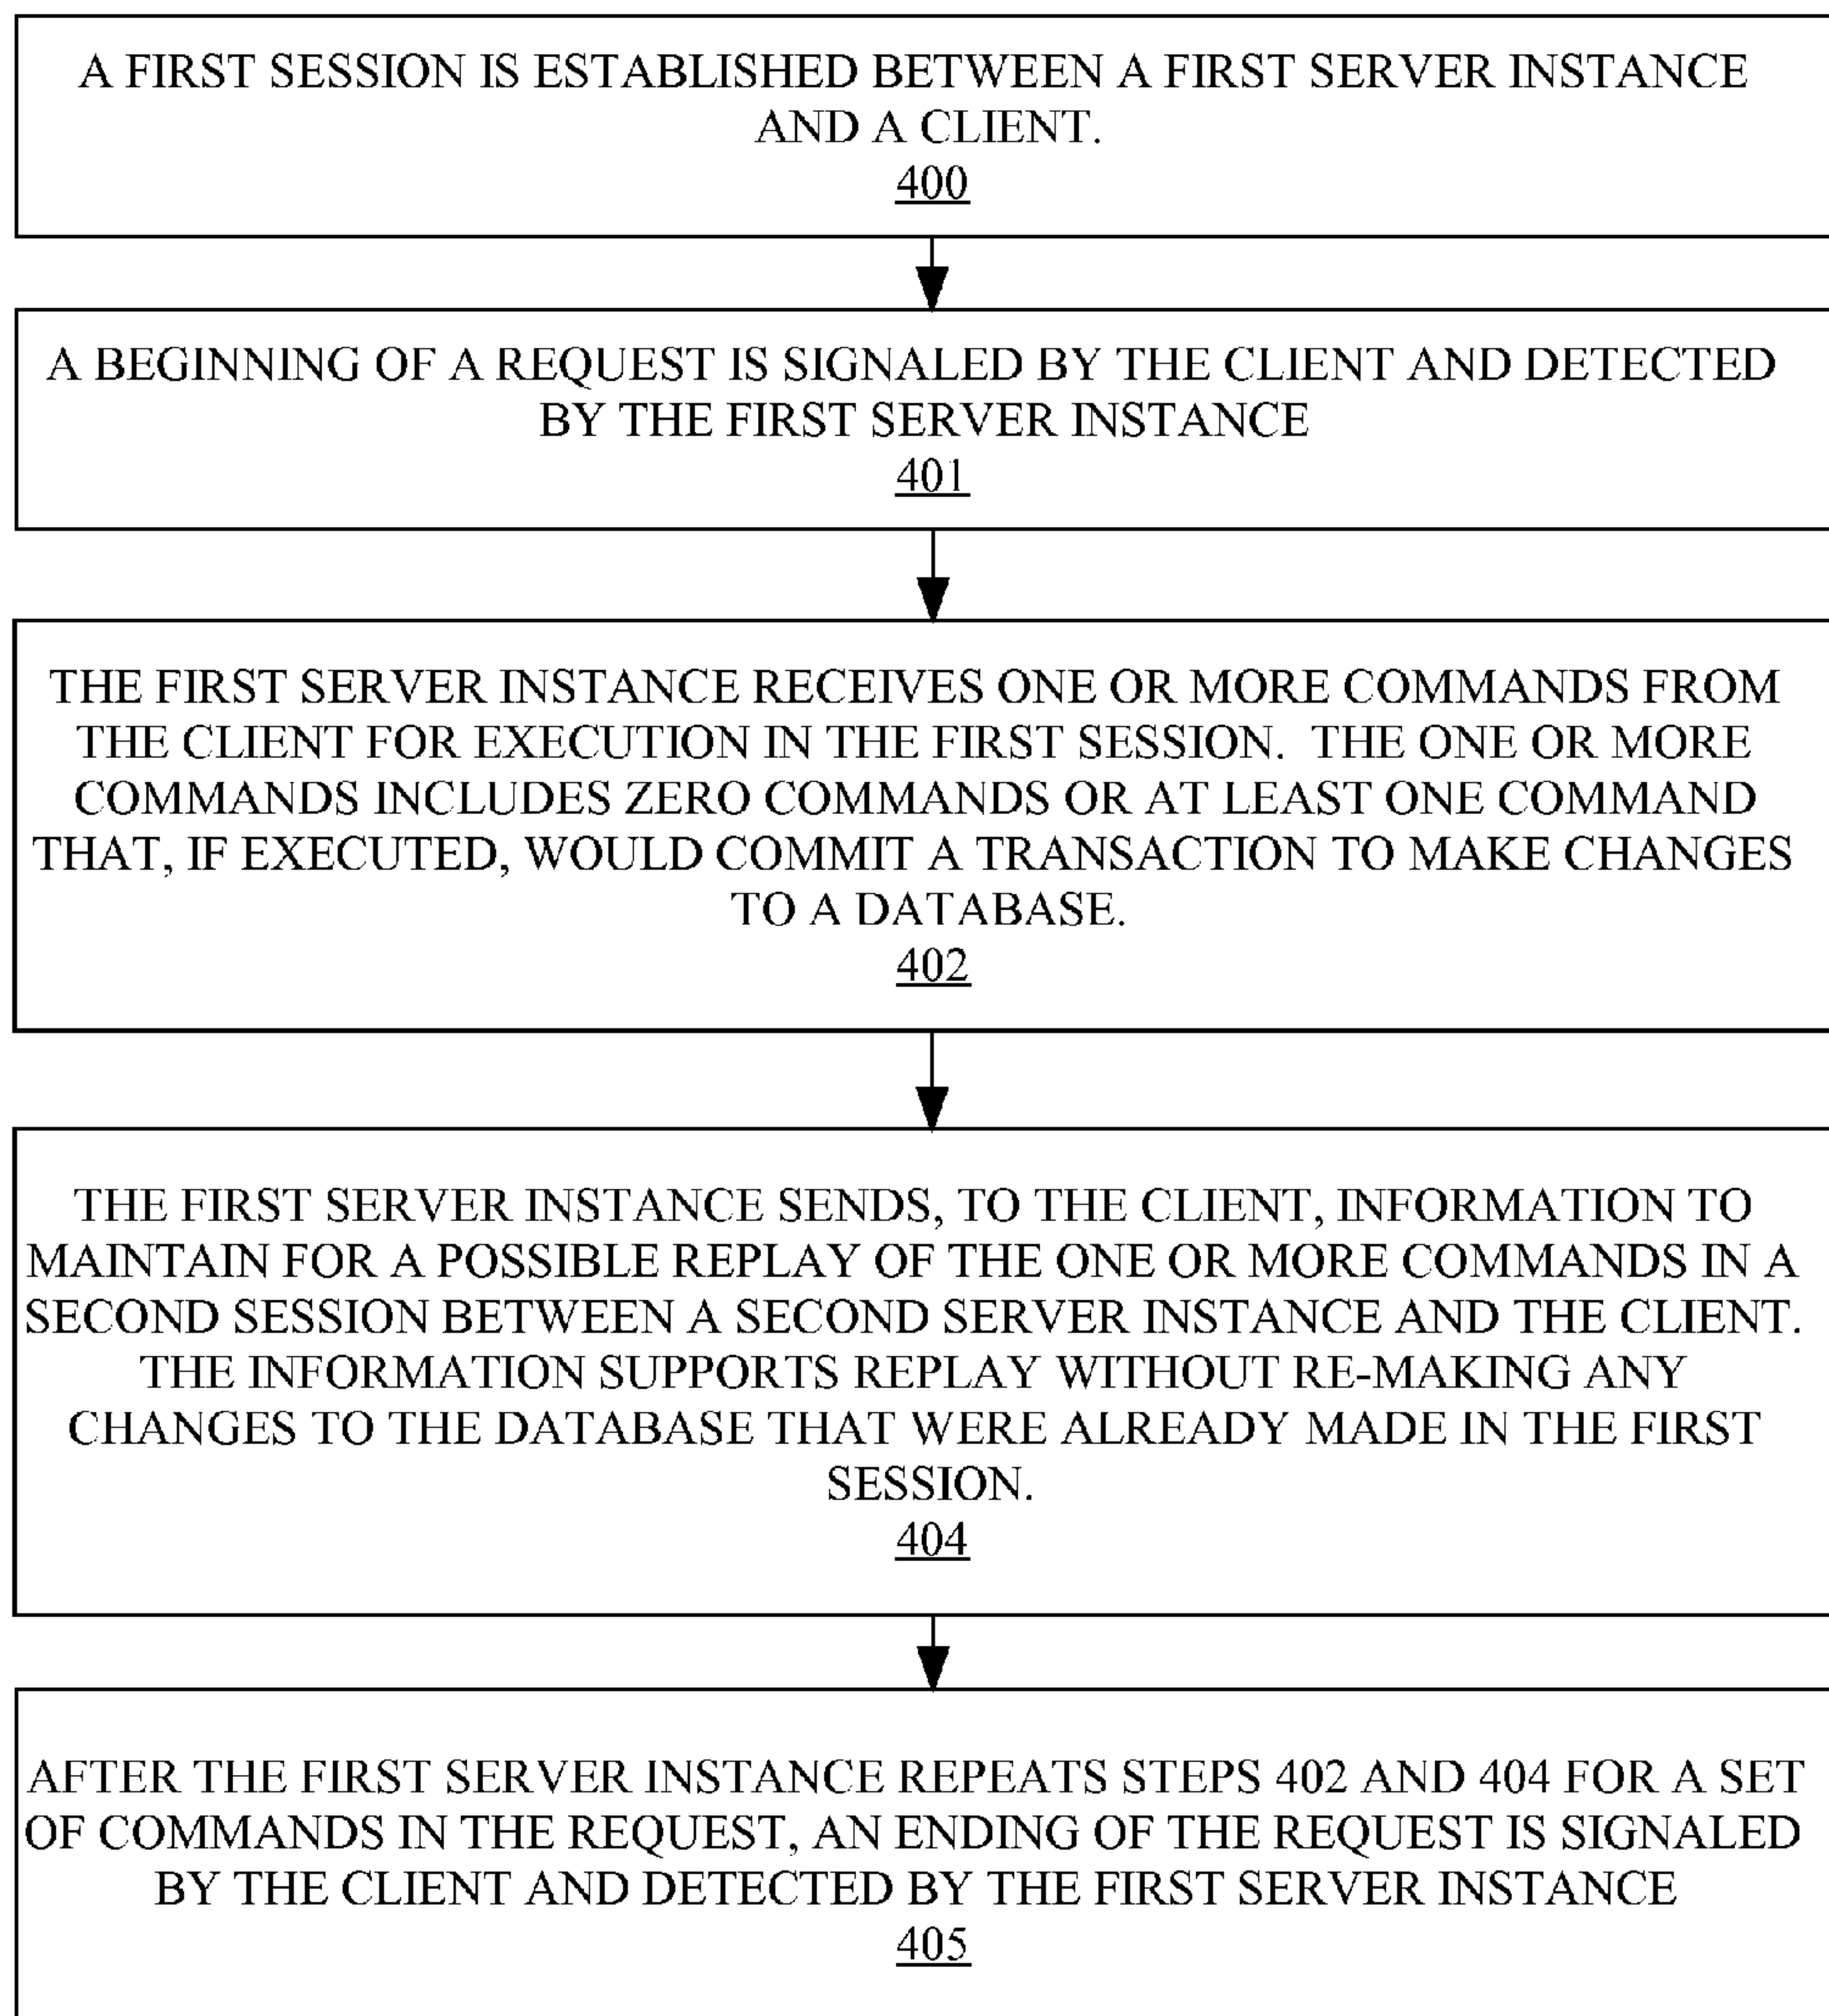 A FIRST SESSION IS ESTABLISHED BETWEEN A FIRST SERVER INSTANCE
AND A CLIENT.
400
A BEGINNING OF A REQUEST IS SIGNALED BY THE CLIENT AND DETECTED
BY THE FIRST SERVER INSTANCE
401
THE FIRST SERVER INSTANCE RECEIVES ONE OR MORE COMMANDS FROM
THE CLIENT FOR EXECUTION IN THE FIRST SESSION. THE ONE OR MORE
COMMANDS INCLUDES ZERO COMMANDS OR AT LEAST ONE COMMAND
THAT, IF EXECUTED, WOULD COMMIT A TRANSACTION TO MAKE CHANGES
TO A DATABASE.
402
THE FIRST SERVER INSTANCE SENDS, TO THE CLIENT, INFORMATION TO
MAINTAIN FOR A POSSIBLE REPLAY OF THE ONE OR MORE COMMANDS IN A
SECOND SESSION BETWEEN A SECOND SERVER INSTANCE AND THE CLIENT.
THE INFORMATION SUPPORTS REPLAY WITHOUT RE-MAKING ANY
CHANGES TO THE DATABASE THAT WERE ALREADY MADE IN THE FIRST
SESSION.
404
AFTER THE FIRST SERVER INSTANCE REPEATS STEPS 402 AND 404 FOR A SET
OF COMMANDS IN THE REQUEST, AN ENDING OF THE REQUEST IS SIGNALED
BY THE CLIENT AND DETECTED BY THE FIRST SERVER INSTANCE
405